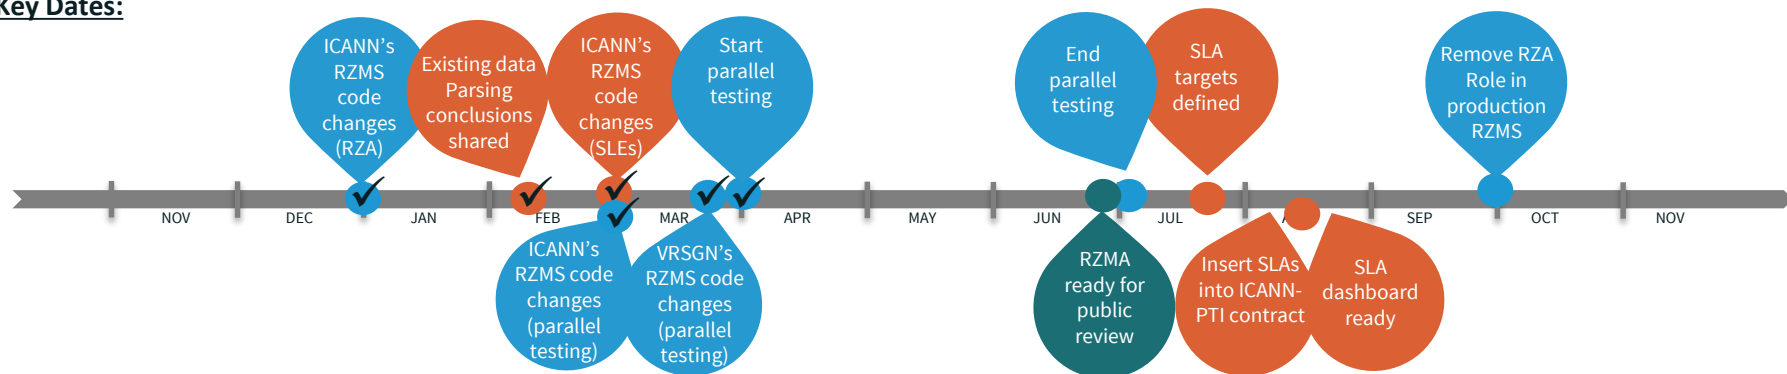 Key Dates:
ICANN's
RZMS
code
changes
(RZA)
Existing data
Parsing
conclusions
shared
ICANN's
RZMS
code
changes
(SLEs)
Start
parallel
testing
End
parallel
testing
SLA
targets
defined
Remove RZA
Role in
production
RZMS
NOV
DEC
JAN
FEB
MAR
APR
MAY
JUN
JUL
SEP
OCT
NOV
ICANN's
RZMS code
changes
(parallel
testing)
VRSGN's
RZMS code
changes
(parallel
testing)
RZMA
ready for
public
review
Insert SLAs
into ICANN-
PTI contract
SLA
dashboard
ready